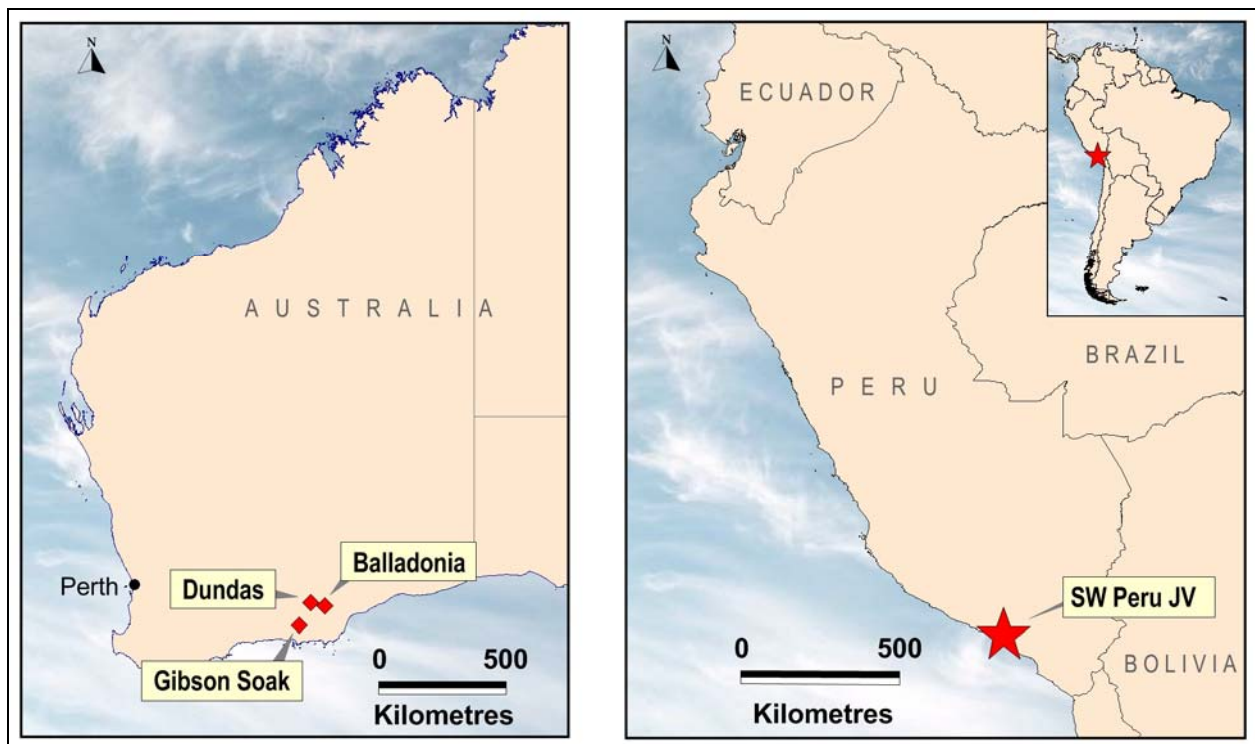 N
AUSTRALIA
Perth
Dundas
Balladonia
Gibson Soak
0 500
Kilometres
N
ECUADOR
PERU
BRAZIL
SW Peru JV
BOLIVIA
0 500
Kilometres